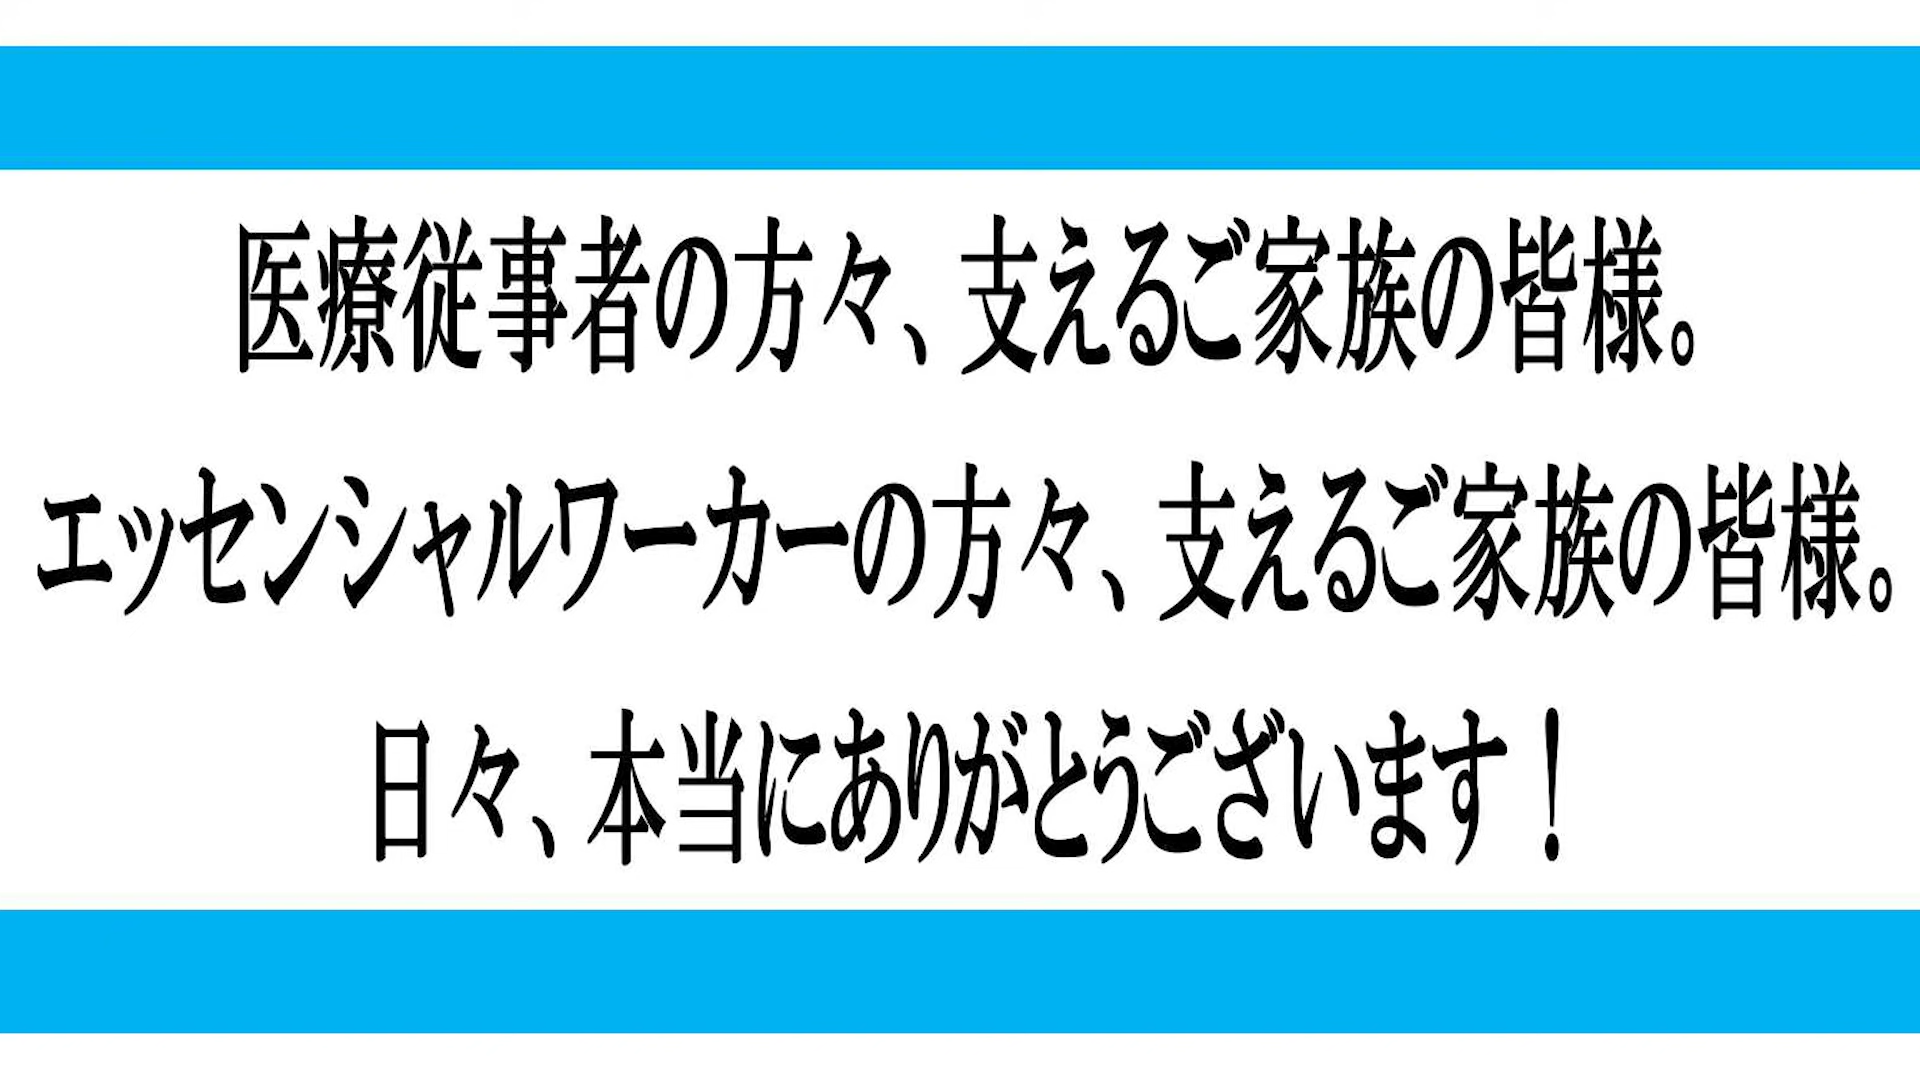 医療従事者の方々、支えるご家族の皆様。
エッセンシャルワーカーの方々、支えるご家族の皆様。
日々、本当にありがとうございます！